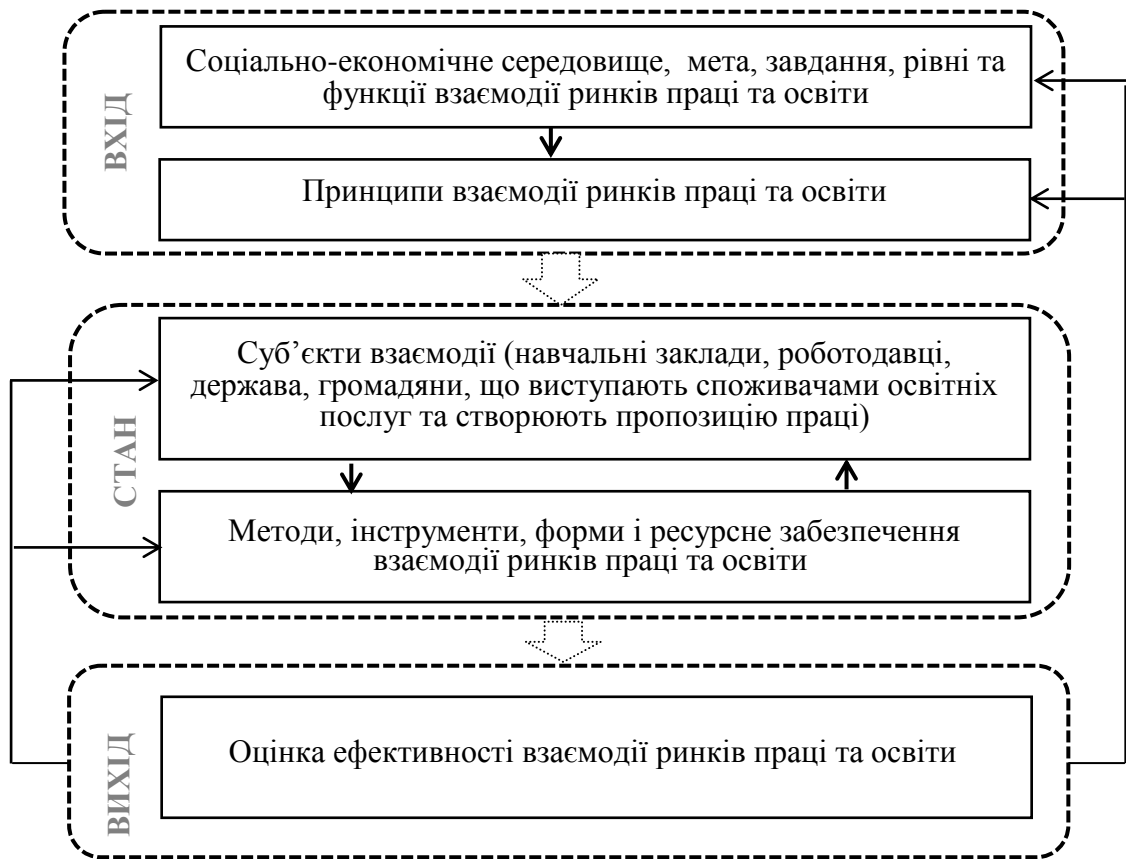 ВХІД
Соціально-економічне середовище, мета, завдання, рівні та
функції взаємодії ринків праці та освіти
Принципи взаємодії ринків праці та освіти
СТАН
Суб’єкти взаємодії (навчальні заклади, роботодавці,
держава, громадяни, що виступають споживачами освітніх
послуг та створюють пропозицію праці)
Методи, інструменти, форми і ресурсне забезпечення
взаємодії ринків праці та освіти
ВИХІД
Оцінка ефективності взаємодії ринків праці та освіти